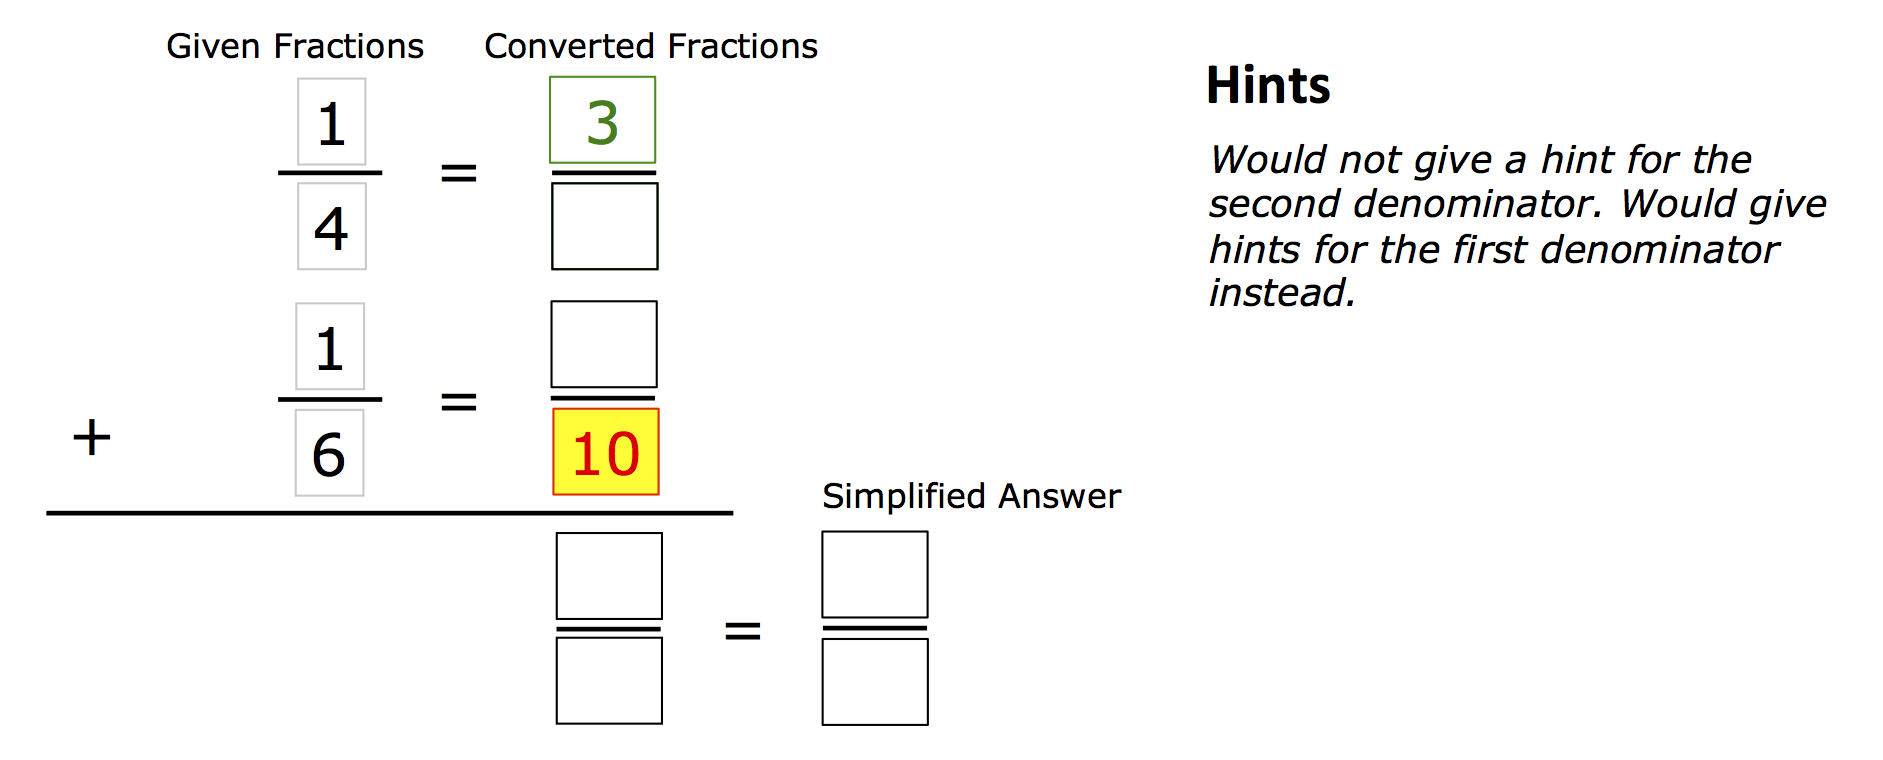 Given Fractions Converted Fractions
Hints
1 = 3
4
Would not give a hint for the
second denominator. Would give
hints for the first denominator
instead.
1 =
+ 6 10
Simplified Answer
=